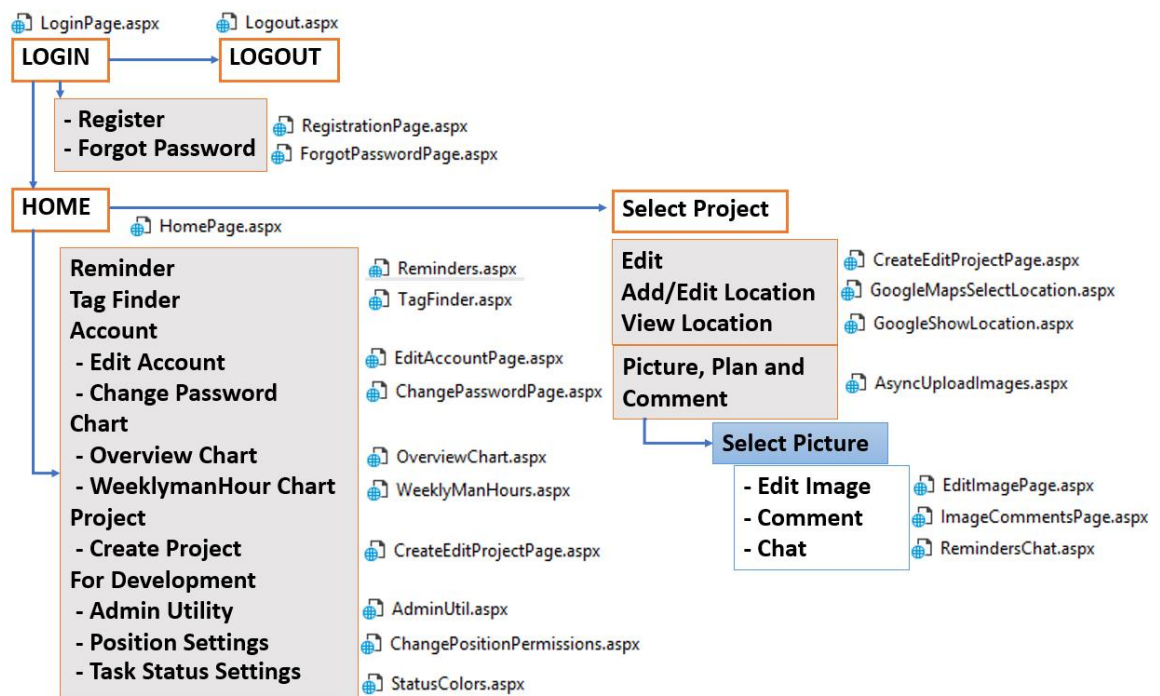 LoginPage.aspx
Logout.aspx
LOGIN
LOGOUT
- Register
- Forgot Password
RegistrationPage.aspx
ForgotPasswordPage.aspx
HOME
HomePage.aspx
Select Project
Reminder
Reminders.aspx
Tag Finder
TagFinder.aspx
Account
- Edit Account
EditAccountPage.aspx
- Change Password
ChangePasswordPage.aspx
Chart
- Overview Chart
OverviewChart.aspx
- WeeklymanHour Chart
WeeklyManHours.aspx
Project
- Create Project
CreateEditProjectPage.aspx
For Development
- Admin Utility
AdminUtil.aspx
- Position Settings
ChangePositionPermissions.aspx
- Task Status Settings
StatusColors.aspx
Edit
CreateEditProjectPage.aspx
Add/Edit Location
GoogleMapsSelectLocation.aspx
View Location
GoogleShowLocation.aspx
Picture, Plan and
Comment
AsyncUploadImages.aspx
Select Picture
- Edit Image
EditImagePage.aspx
- Comment
ImageCommentsPage.aspx
- Chat
RemindersChat.aspx